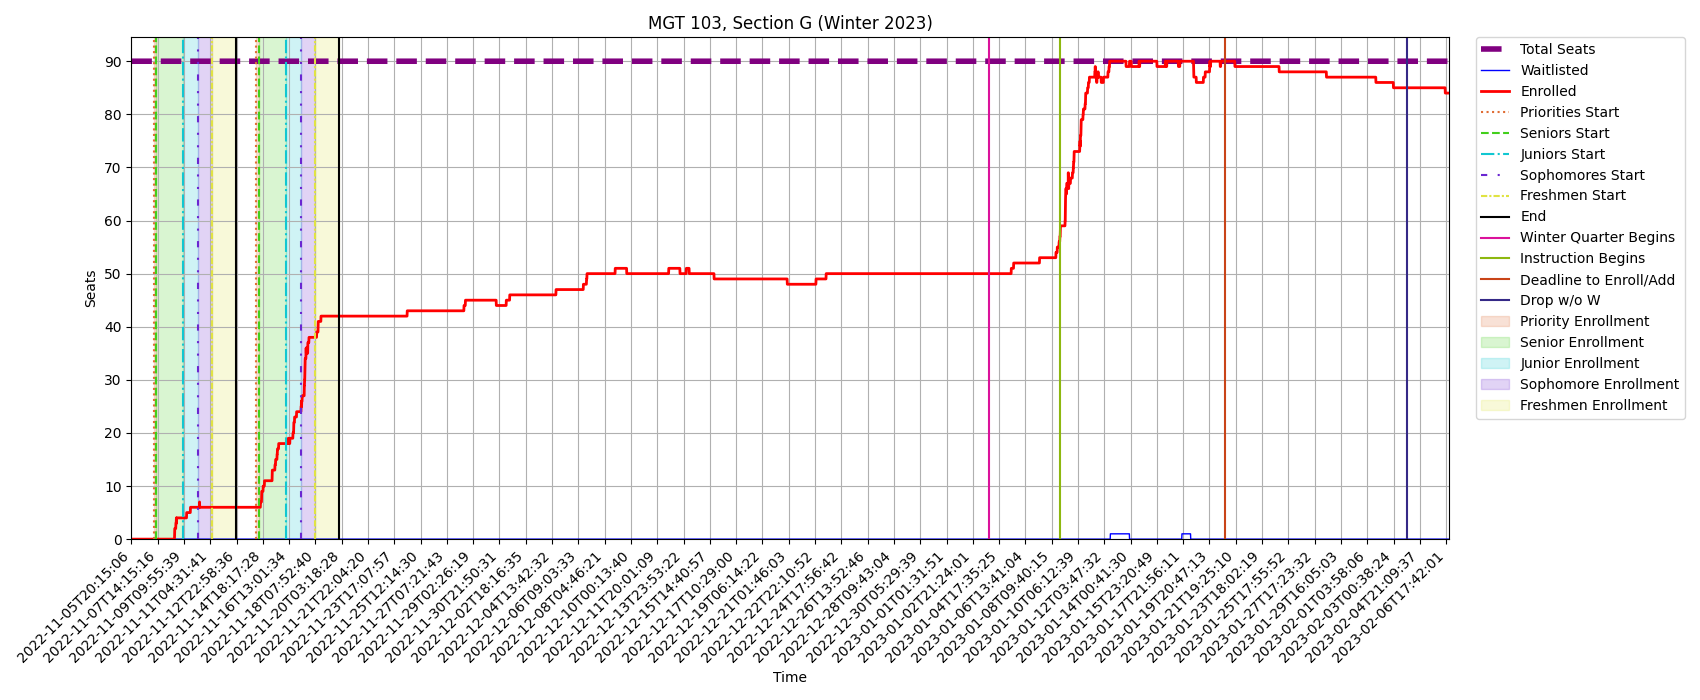 MGT 103, Section G (Winter 2023)
Seats
90
80
70
60
50
40
30
20
10
0
2022-11-05T20:15:06
2022-11-07T14:15:16
2022-11-09T09:55:39
2022-11-11T04:31:41
2022-11-12T22:58:36
2022-11-14T18:17:28
2022-11-16T13:01:34
2022-11-18T07:52:40
2022-11-20T03:18:28
2022-11-21T22:04:20
2022-11-23T17:07:57
2022-11-25T12:14:30
2022-11-27T07:21:43
2022-11-29T02:26:19
2022-11-30T21:50:31
2022-12-02T18:16:35
2022-12-04T13:42:32
2022-12-06T09:03:33
2022-12-08T04:46:21
2022-12-10T00:13:40
2022-12-11T20:01:09
2022-12-13T23:53:22
2022-12-15T14:40:57
2022-12-17T10:29:00
2022-12-19T06:14:22
2022-12-21T01:46:03
2022-12-22T22:10:52
2022-12-24T17:56:42
2022-12-26T13:52:46
2022-12-28T09:43:04
2022-12-30T05:29:39
2023-01-01T01:31:51
2023-01-02T21:24:01
2023-01-04T17:35:25
2023-01-06T13:41:04
2023-01-08T09:40:15
2023-01-10T06:12:39
2023-01-12T03:47:32
2023-01-14T00:41:30
2023-01-15T23:20:49
2023-01-17T21:56:11
2023-01-19T20:47:13
2023-01-21T19:25:10
2023-01-23T18:02:19
2023-01-25T17:55:52
2023-01-27T17:23:32
2023-01-29T16:05:03
2023-02-01T03:58:06
2023-02-03T00:38:24
2023-02-04T21:09:37
2023-02-06T17:42:01
Time
Total Seats
Waitlisted
Enrolled
Priorities Start
Seniors Start
Juniors Start
Sophomores Start
Freshmen Start
End
Winter Quarter Begins
Instruction Begins
Deadline to Enroll/Add
Drop w/o W
Priority Enrollment
Senior Enrollment
Junior Enrollment
Sophomore Enrollment
Freshmen Enrollment